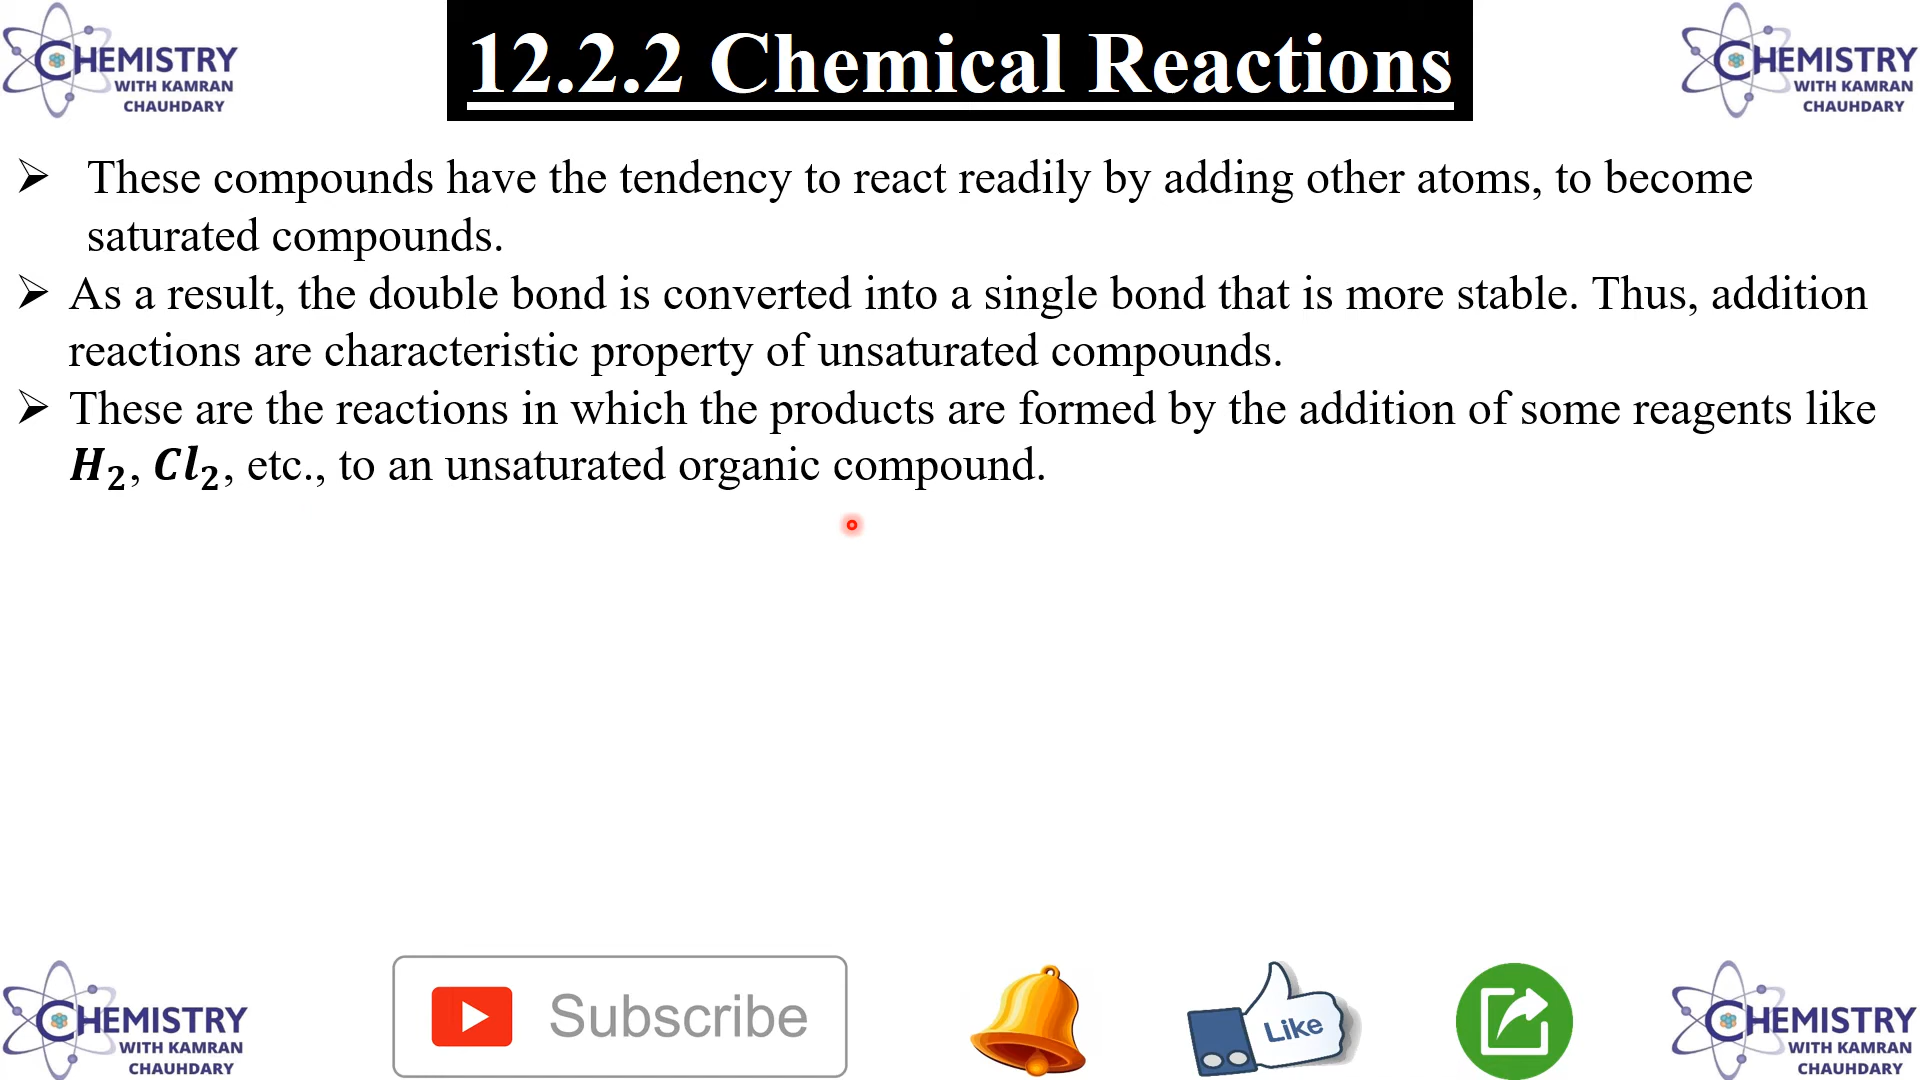 CHEMISTRY
WITH KAMRAN
CHAUHDARY
12.2.2 Chemical Reactions
CHEMISTRY
WITH KAMRAN
CHAUHDARY
➢ These compounds have the tendency to react readily by adding other atoms, to become
saturated compounds.
➢ As a result, the double bond is converted into a single bond that is more stable. Thus, addition
reactions are characteristic property of unsaturated compounds.
➢ These are the reactions in which the products are formed by the addition of some reagents like
H₂, Cl₂, etc., to an unsaturated organic compound.
CHEMISTRY
WITH KAMRAN
CHAUHDARY
Subscribe
Like
CHEMISTRY
WITH KAMRAN
CHAUHDARY